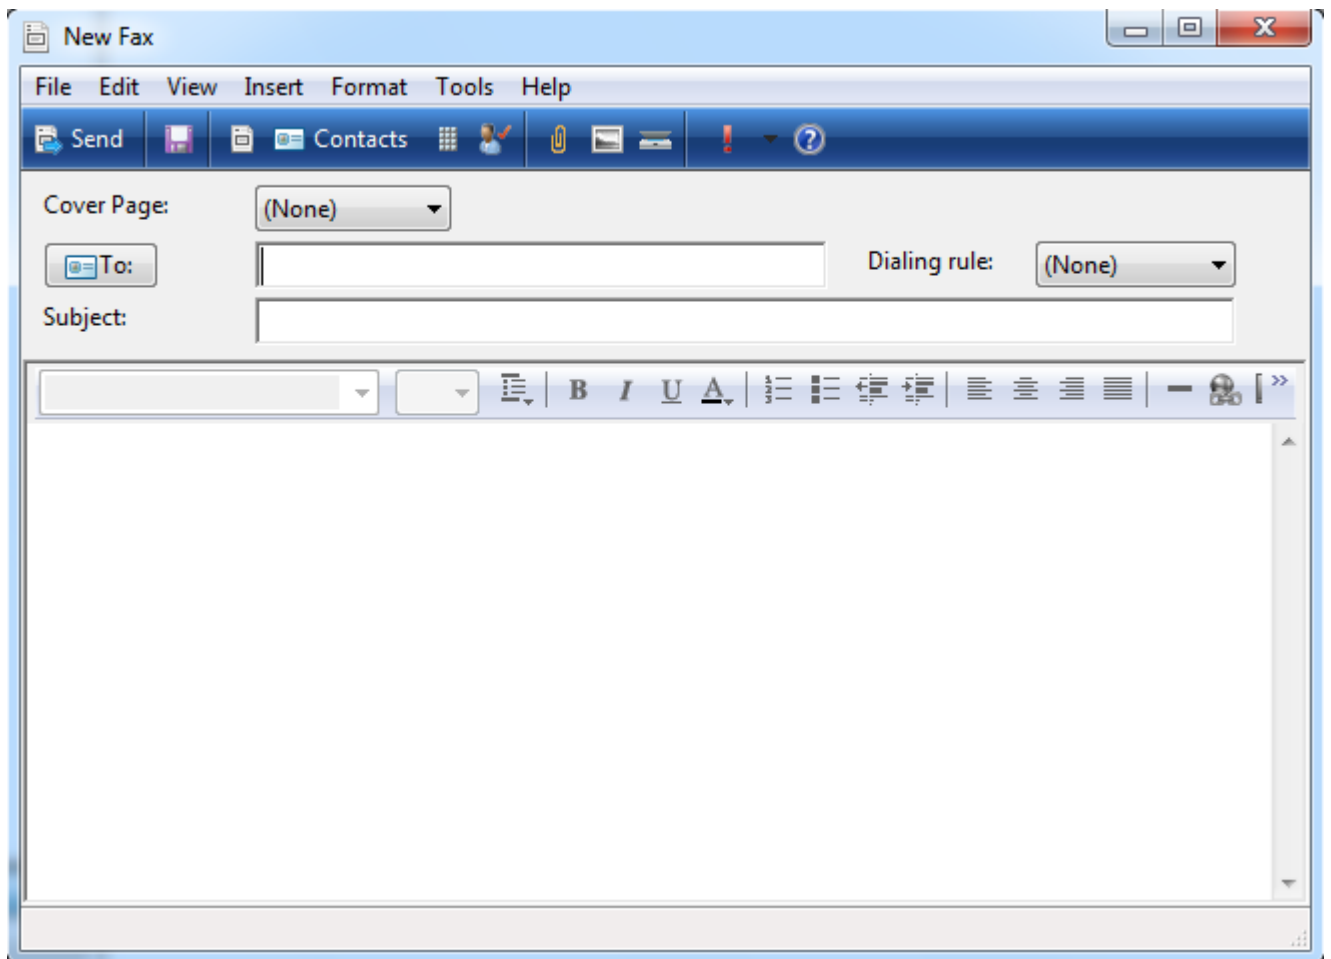 New Fax
File Edit View Insert Format Tools Help
Send Contacts
Cover Page: (None)
To: Dialing rule: (None)
Subject:
B I U A